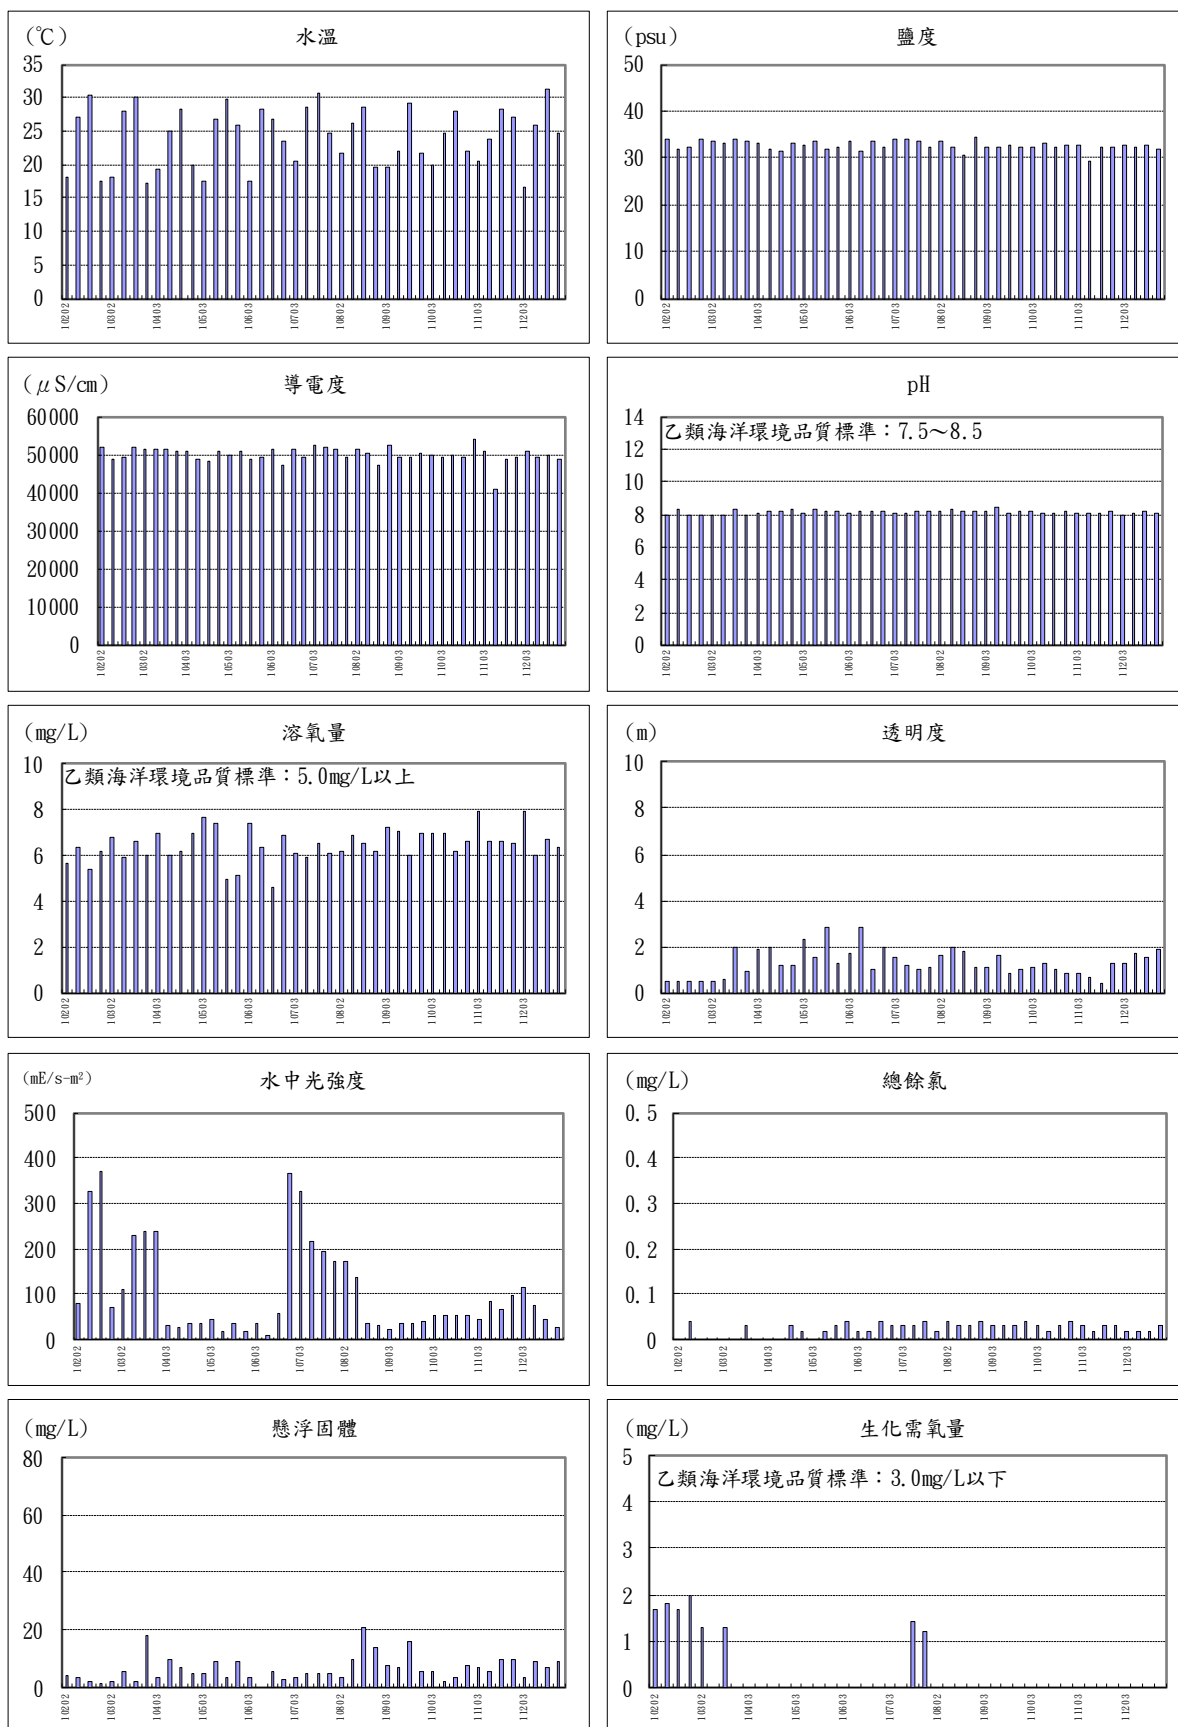 (℃) 水溫
35
30
25
20
15
10
5
0
10202 10302 10403 10503 10603 10703 10802 10903 11003 11103 11203
(psu) 鹽度
50
40
30
20
10
0
10202 10302 10403 10503 10603 10703 10802 10903 11003 11103 11203
(μS/cm) 導電度
60000
50000
40000
30000
20000
10000
0
10202 10302 10403 10503 10603 10703 10802 10903 11003 11103 11203
pH
乙類海洋環境品質標準：7.5～8.5
14
12
10
8
6
4
2
0
10202 10302 10403 10503 10603 10703 10802 10903 11003 11103 11203
(mg/L) 溶氧量
乙類海洋環境品質標準：5.0mg/L以上
10
8
6
4
2
0
10202 10302 10403 10503 10603 10703 10802 10903 11003 11103 11203
(m) 透明度
10
8
6
4
2
0
10202 10302 10403 10503 10603 10703 10802 10903 11003 11103 11203
(mE/s-m²) 水中光強度
500
400
300
200
100
0
10202 10302 10403 10503 10603 10703 10802 10903 11003 11103 11203
(mg/L) 總餘氯
0.5
0.4
0.3
0.2
0.1
0
10202 10302 10403 10503 10603 10703 10802 10903 11003 11103 11203
(mg/L) 懸浮固體
80
60
40
20
0
10202 10302 10403 10503 10603 10703 10802 10903 11003 11103 11203
(mg/L) 生化需氧量
乙類海洋環境品質標準：3.0mg/L以下
5
4
3
2
1
0
10202 10302 10403 10503 10603 10703 10802 10903 11003 11103 11203